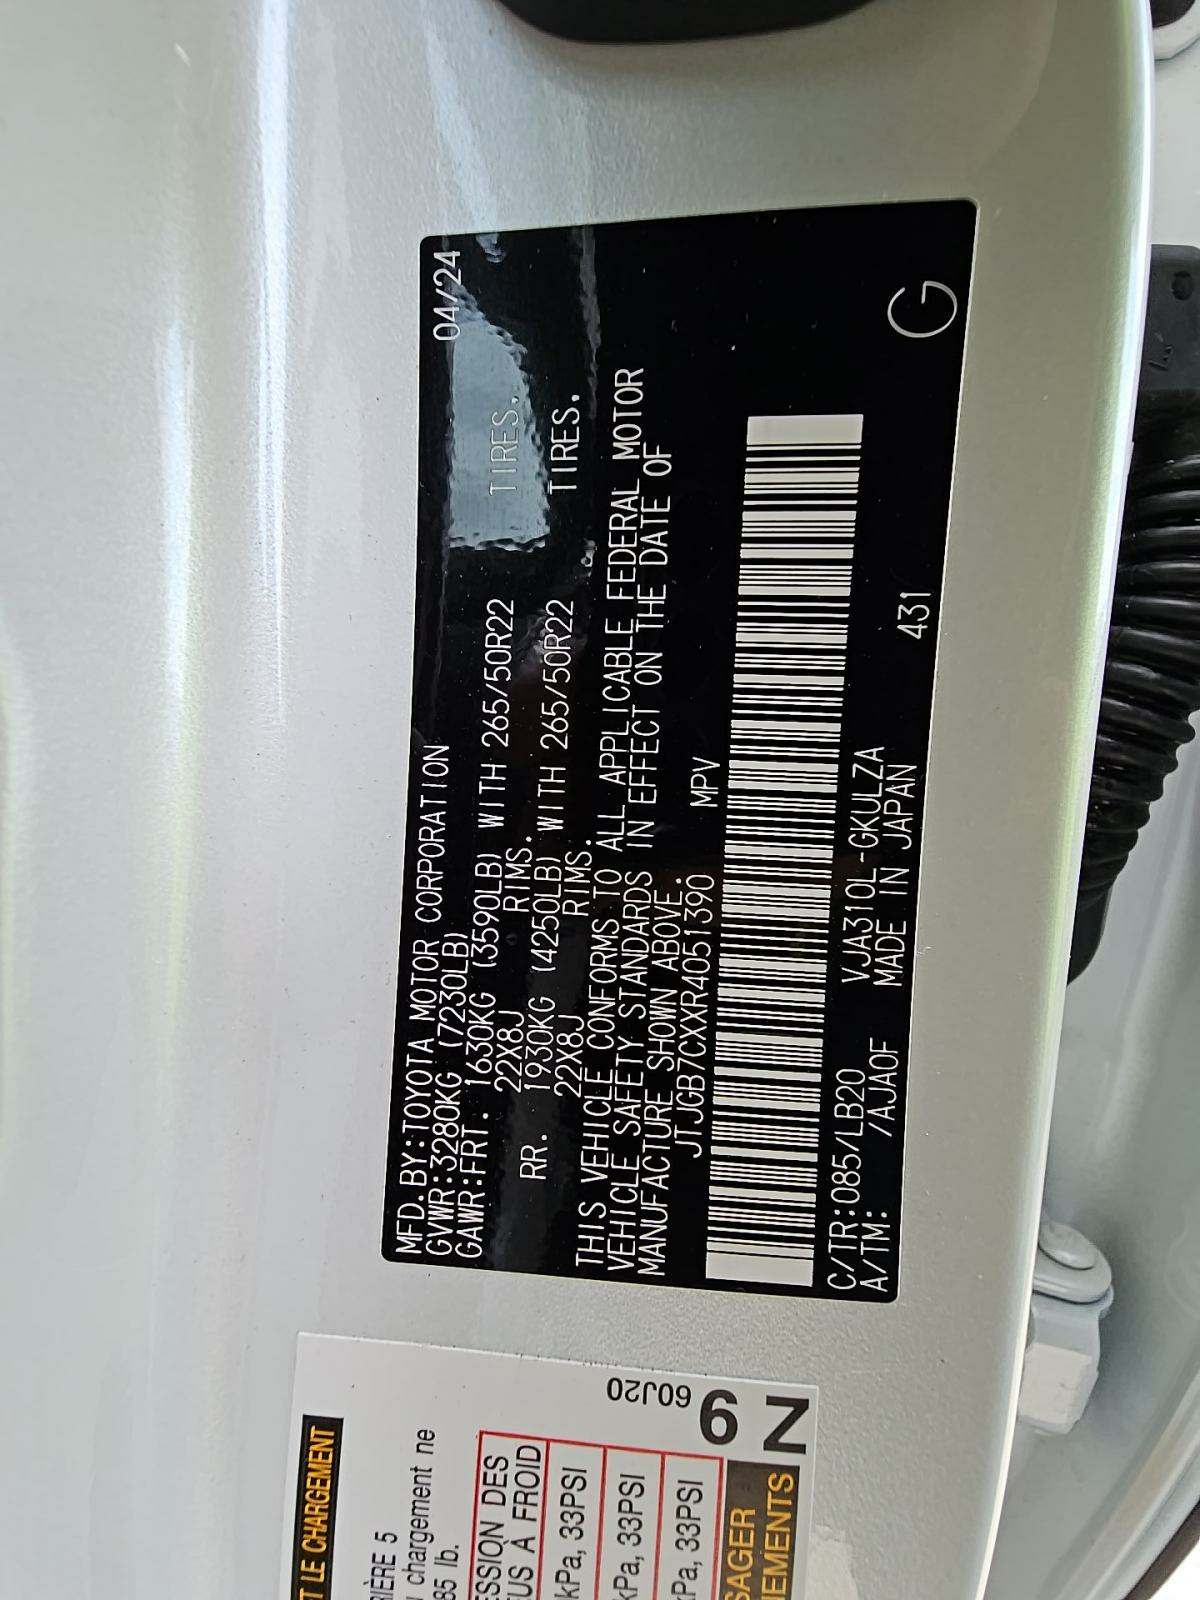 MFD.BY:TOYOTA MOTOR CORPORATION 04/24
GVWR:3280KG (7230LB)
GAWR:FRT. 1630KG (3590LB) WITH 265/50R22 TIRES.
22X8J RIMS.
RR. 1930KG (4250LB) WITH 265/50R22 TIRES.
22X8J RIMS.
THIS VEHICLE CONFORMS TO ALL APPLICABLE FEDERAL MOTOR
VEHICLE SAFETY STANDARDS IN EFFECT ON THE DATE OF
MANUFACTURE SHOWN ABOVE.
JTJGB7CXXR4051390 MPV
C/TR:085/LB20 VJA310L-GKULZA
A/TM: /AJA0F MADE IN JAPAN 431
G
T LE CHARGEMENT
RIÈRE 5
chargement ne
85 lb.
ESSION DES
EUS À FROID
kPa, 33PSI
kPa, 33PSI
kPa, 33PSI
SAGER
IEMENTS
60J20
Z9